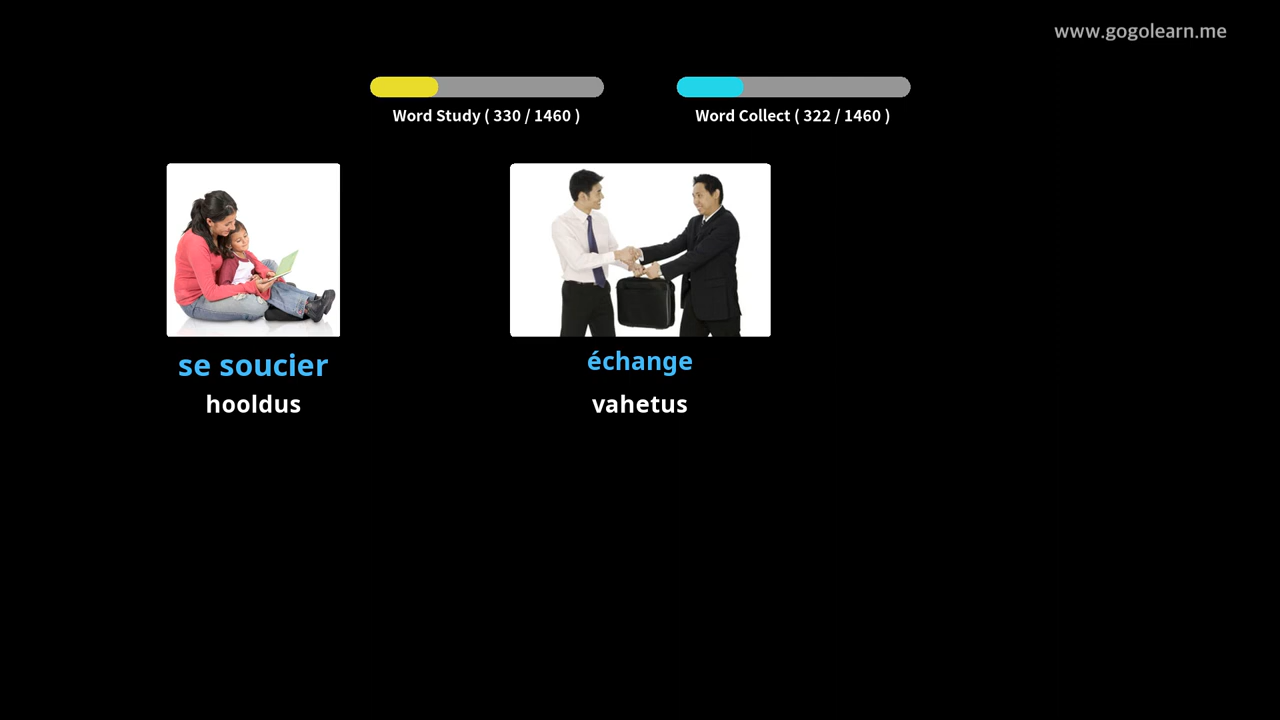 www.gogolearn.me
Word Study ( 330 / 1460 )
Word Collect ( 322 / 1460 )
se soucier
hooldus
échange
vahetus